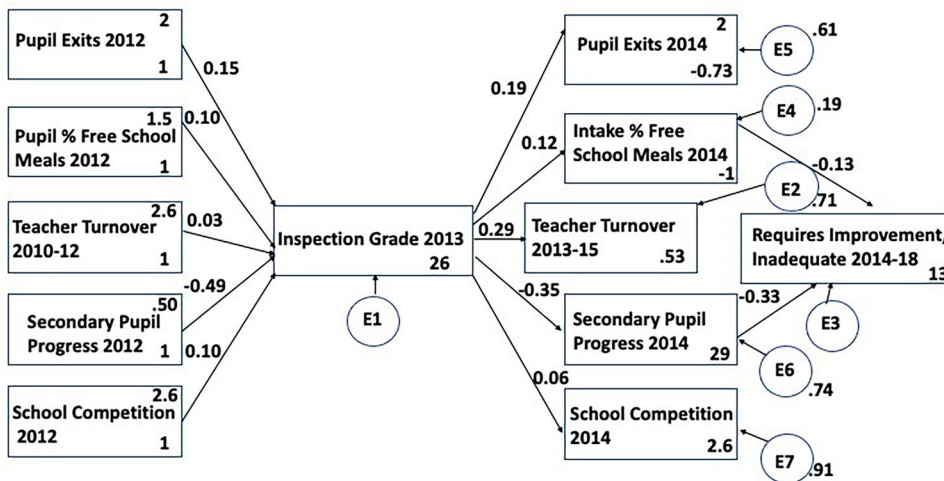 2
Pupil Exits 2012
1
0.15
1.5
Pupil % Free School
Meals 2012
1
0.10
2.6
Teacher Turnover
2010-12
1
0.03
.50
Secondary Pupil
Progress 2012
1
-0.49
2.6
School Competition
2012
1
0.10
Inspection Grade 2013
26
E1
0.19
0.12
0.29
-0.35
0.06
2
Pupil Exits 2014
-0.73
E5
.61
Intake % Free
School Meals 2014
-1
E4
.19
-0.13
Teacher Turnover
2013-15
.53
E2
.71
Requires Improvement,
Inadequate 2014-18
13
E3
-0.33
Secondary Pupil
Progress 2014
29
E6
.74
School Competition
2014
2.6
E7
.91